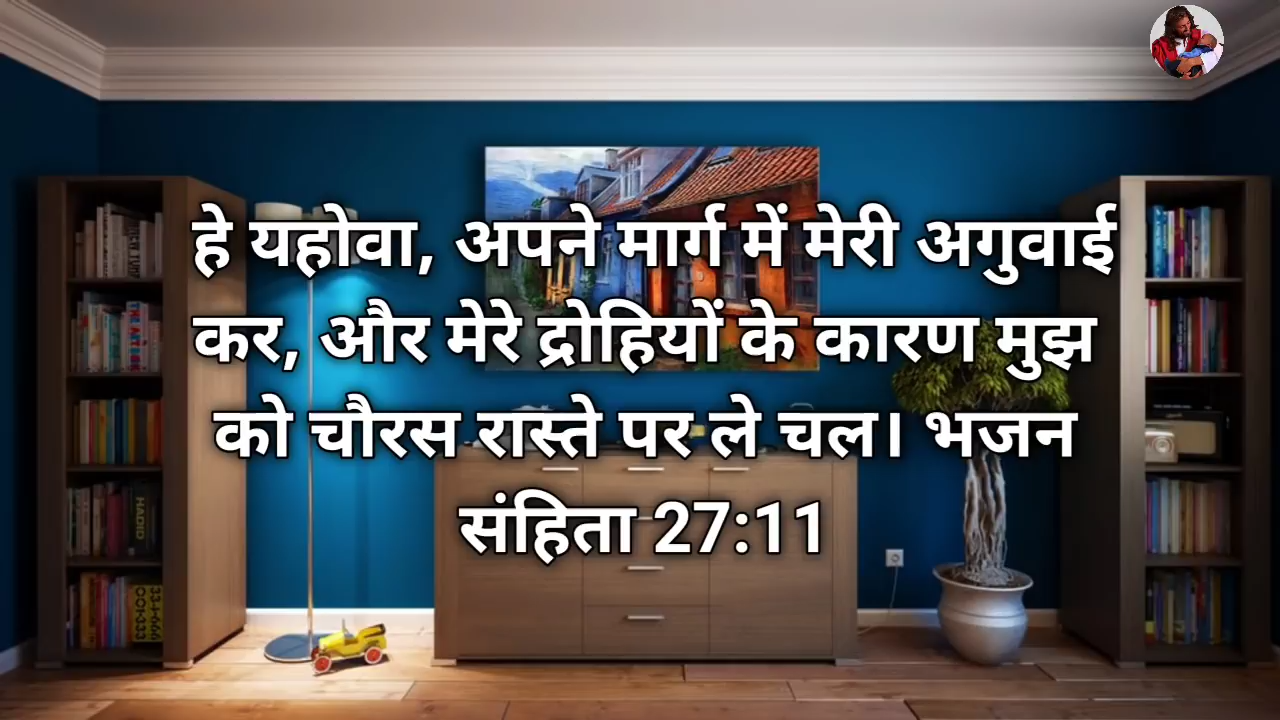 हे यहोवा, अपने मार्ग में मेरी अगुवाई
कर, और मेरे द्रोहियों के कारण मुझ
को चौरस रास्ते पर ले चल। भजन
संहिता 27:11